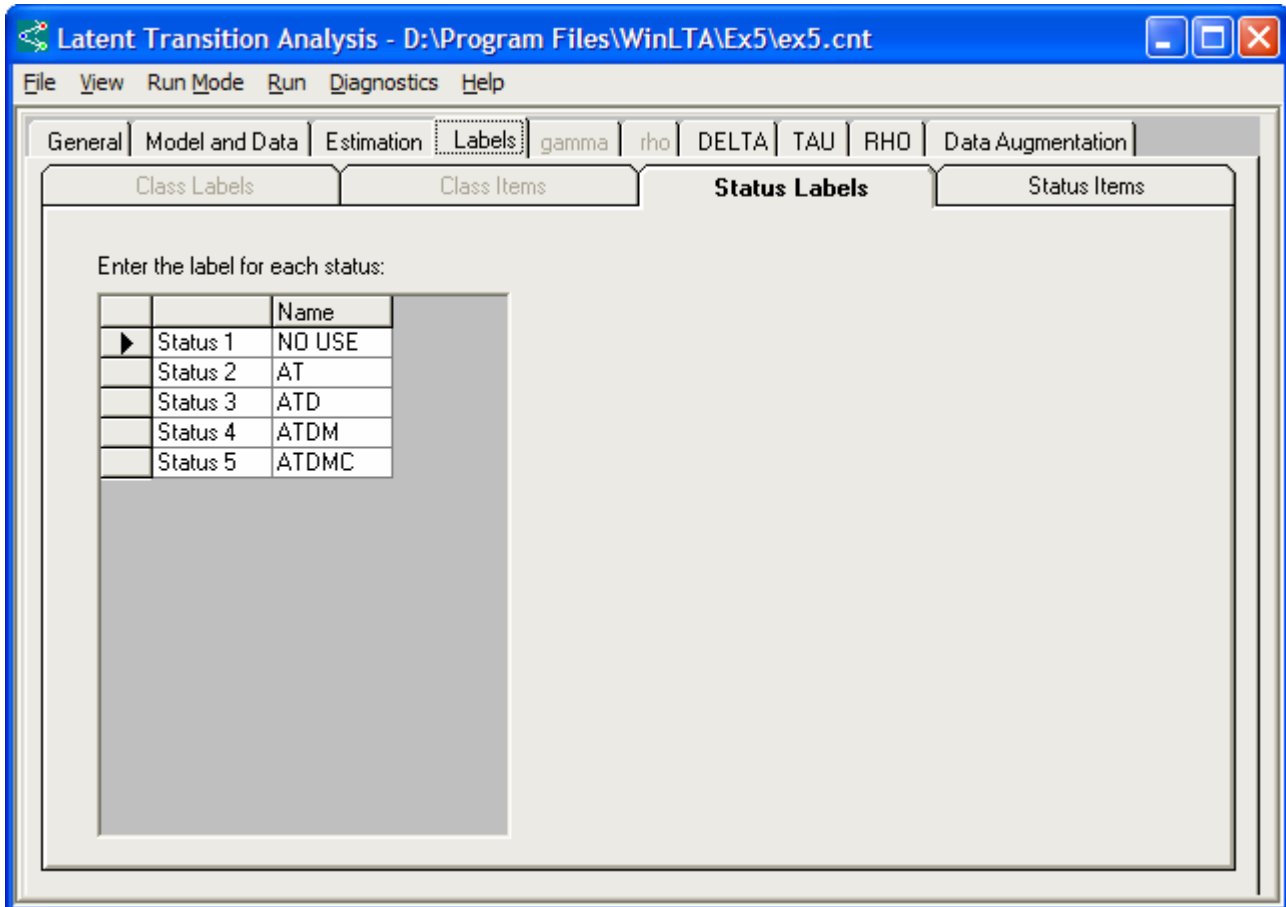 Latent Transition Analysis - D:\Program Files\WinLTA\Ex5\ex5.cnt
File View Run Mode Run Diagnostics Help
General Model and Data Estimation Labels gamma rho DELTA TAU RHO Data Augmentation
Class Labels Class Items Status Labels Status Items
Enter the label for each status:
Name
Status 1 NO USE
Status 2 AT
Status 3 ATD
Status 4 ATDM
Status 5 ATDMC